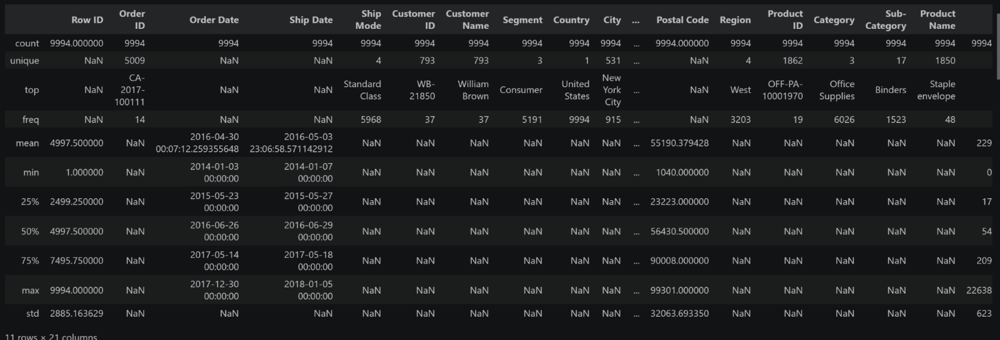 Row ID Order ID Order Date Ship Date Ship Mode Customer ID Customer Name Segment Country City ... Postal Code Region Product ID Category Sub-Category Product Name
count 9994.000000 9994 9994 9994 9994 9994 9994 9994 9994 9994 ... 9994.000000 9994 9994 9994 9994 9994 9994
unique NaN 5009 NaN NaN 4 793 793 3 1 531 ... NaN 4 1862 3 17 1850
top NaN CA-2017-100111 NaN NaN Standard Class WB-21850 William Brown Consumer United States New York City ... NaN West OFF-PA-10001970 Office Supplies Binders Staple envelope
freq NaN 14 NaN NaN 5968 37 37 5191 9994 915 ... NaN 3203 19 6026 1523 48
mean 4997.500000 NaN 2016-04-30 00:07:12.259355648 2016-05-03 23:06:58.571142912 NaN NaN NaN NaN NaN NaN ... 55190.379428 NaN NaN NaN NaN NaN 229
min 1.000000 NaN 2014-01-03 00:00:00 2014-01-07 00:00:00 NaN NaN NaN NaN NaN NaN ... 1040.000000 NaN NaN NaN NaN NaN 0
25% 2499.250000 NaN 2015-05-23 00:00:00 2015-05-27 00:00:00 NaN NaN NaN NaN NaN NaN ... 23223.000000 NaN NaN NaN NaN NaN 17
50% 4997.500000 NaN 2016-06-26 00:00:00 2016-06-29 00:00:00 NaN NaN NaN NaN NaN NaN ... 56430.500000 NaN NaN NaN NaN NaN 54
75% 7495.750000 NaN 2017-05-14 00:00:00 2017-05-18 00:00:00 NaN NaN NaN NaN NaN NaN ... 90008.000000 NaN NaN NaN NaN NaN 209
max 9994.000000 NaN 2017-12-30 00:00:00 2018-01-05 00:00:00 NaN NaN NaN NaN NaN NaN ... 99301.000000 NaN NaN NaN NaN NaN 22638
std 2885.163629 NaN NaN NaN NaN NaN NaN NaN NaN NaN ... 32063.693350 NaN NaN NaN NaN NaN 623
11 rows × 21 columns